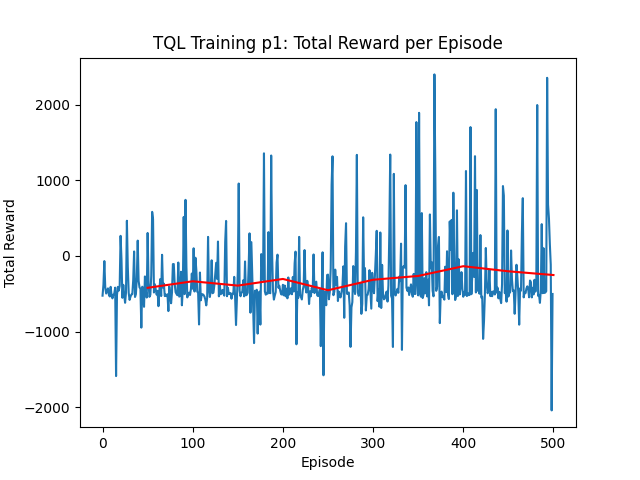 TQL Training p1: Total Reward per Episode
2000
1000
0
−1000
−2000
Total Reward
0 100 200 300 400 500
Episode